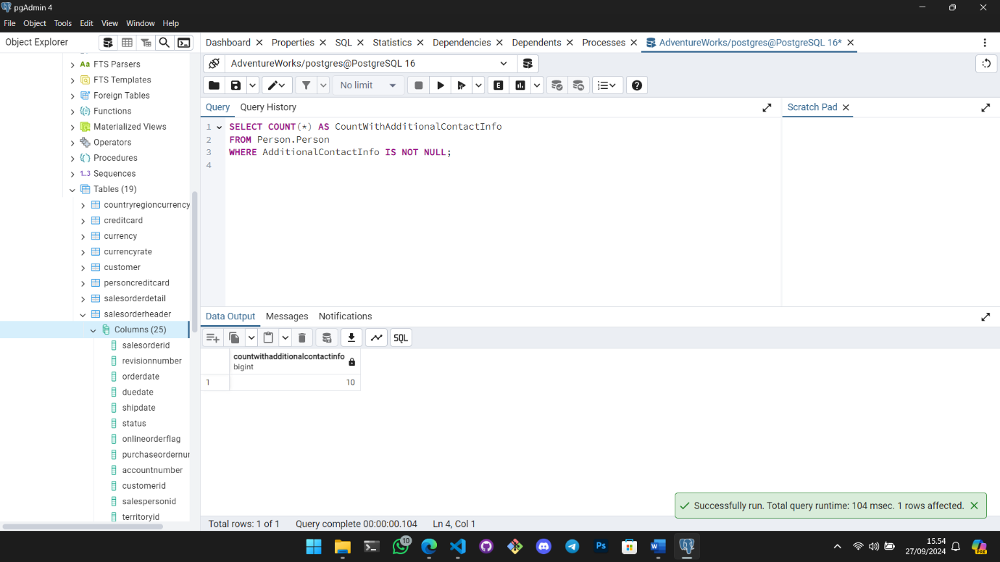 pgAdmin 4
File Object Tools Edit View Window Help
Object Explorer
Dashboard Properties SQL Statistics Dependencies Dependents Processes AdventureWorks/postgres@PostgreSQL 16*
AdventureWorks/postgres@PostgreSQL 16
No limit
E
Query Query History
Scratch Pad
1 SELECT COUNT(*) AS CountWithAdditionalContactInfo
2 FROM Person.Person
3 WHERE AdditionalContactInfo IS NOT NULL;
4
Aa FTS Parsers
FTS Templates
Foreign Tables
Functions
Materialized Views
Operators
Procedures
1..3 Sequences
Tables (19)
countryregioncurrency
creditcard
currency
currencyrate
customer
personcreditcard
salesorderdetail
salesorderheader
Columns (25)
salesorderid
revisionnumber
orderdate
duedate
shipdate
status
onlineorderflag
purchaseordernu
accountnumber
customerid
salespersonid
territoryid
Data Output Messages Notifications
SQL
countwithadditionalcontactinfo
bigint
1 10
Successfully run. Total query runtime: 104 msec. 1 rows affected.
Total rows: 1 of 1 Query complete 00:00:00.104 Ln 4, Col 1
10
Ps
W
PRE
15.54
27/09/2024